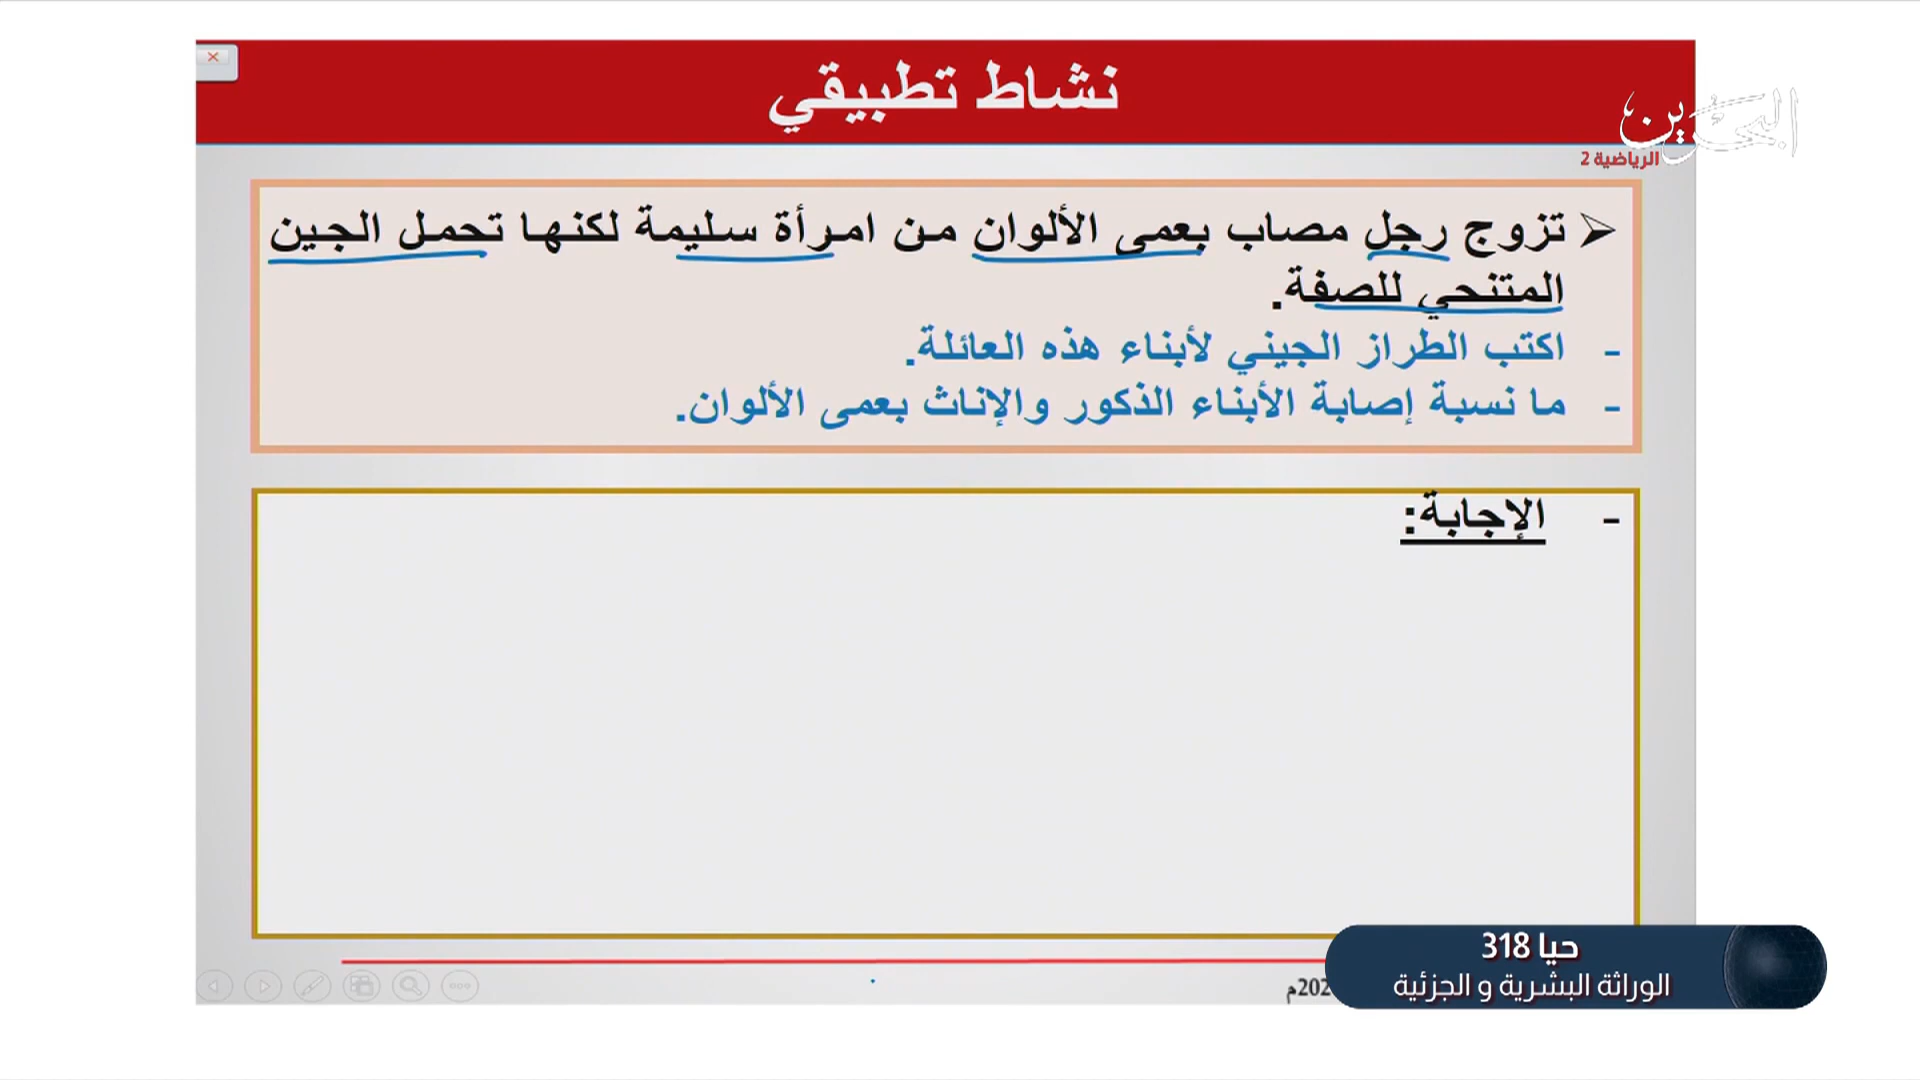 نشاط تطبيقي
البحرين
الرياضية 2
➢ تزوج رجل مصاب بعمى الألوان من امرأة سليمة لكنها تحمل الجين
المتنحي للصفة.
- اكتب الطراز الجيني لأبناء هذه العائلة.
- ما نسبة إصابة الأبناء الذكور والإناث بعمى الألوان.
- الإجابة:
حيا 318
الوراثة البشرية و الجزئية